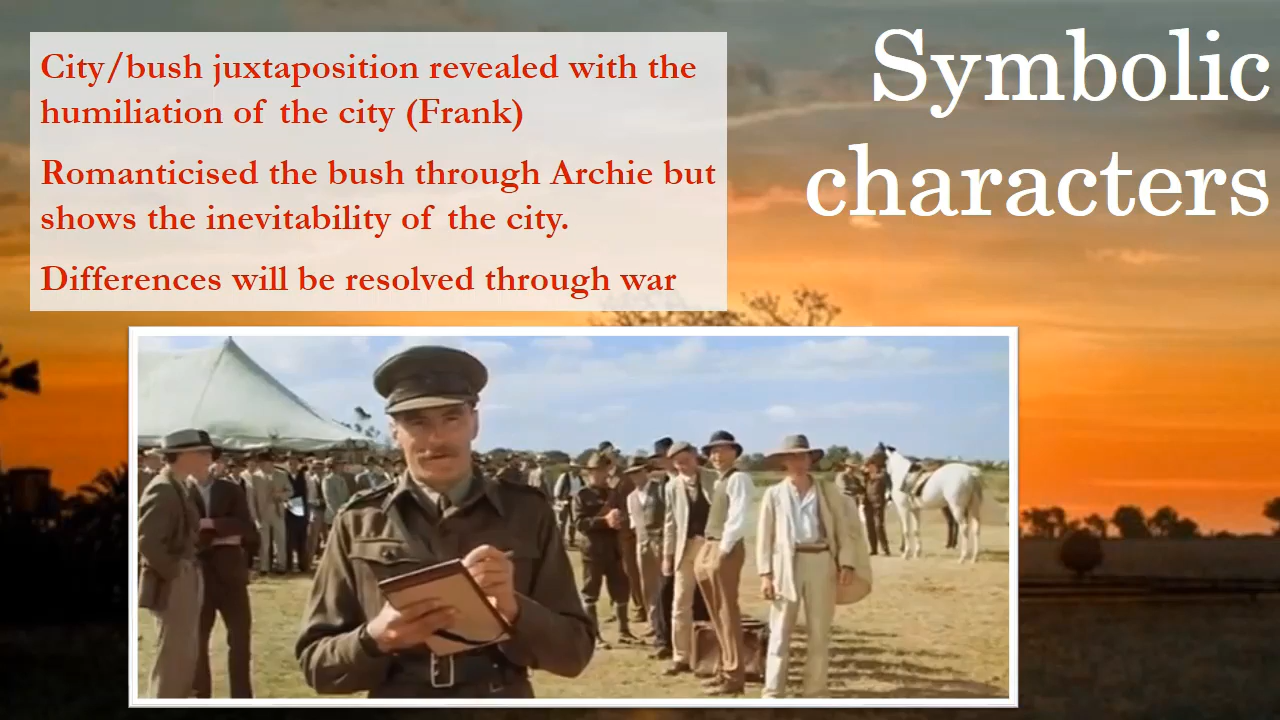 Symbolic
characters
City/bush juxtaposition revealed with the
humiliation of the city (Frank)
Romanticised the bush through Archie but
shows the inevitability of the city.
Differences will be resolved through war